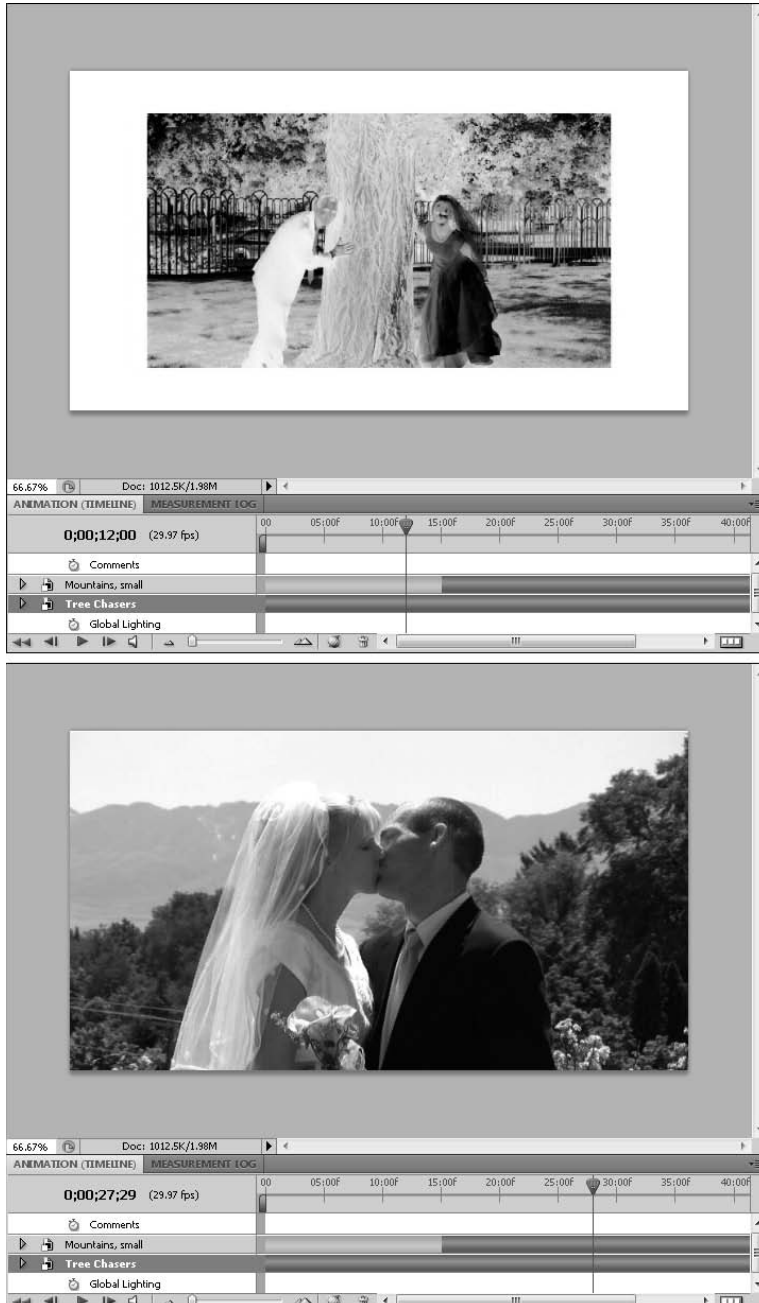 66.67% Doc: 1012.5K/1.98M
ANIMATION (TIMELINE) MEASUREMENT LOG
0;00;12;00 (29.97 fps) 00 05:00f 10:00f 15:00f 20:00f 25:00f 30:00f 35:00f 40:00f
Comments
Mountains, small
Tree Chasers
Global Lighting
66.67% Doc: 1012.5K/1.98M
ANIMATION (TIMELINE) MEASUREMENT LOG
0;00;27;29 (29.97 fps) 00 05:00f 10:00f 15:00f 20:00f 25:00f 30:00f 35:00f 40:00f
Comments
Mountains, small
Tree Chasers
Global Lighting